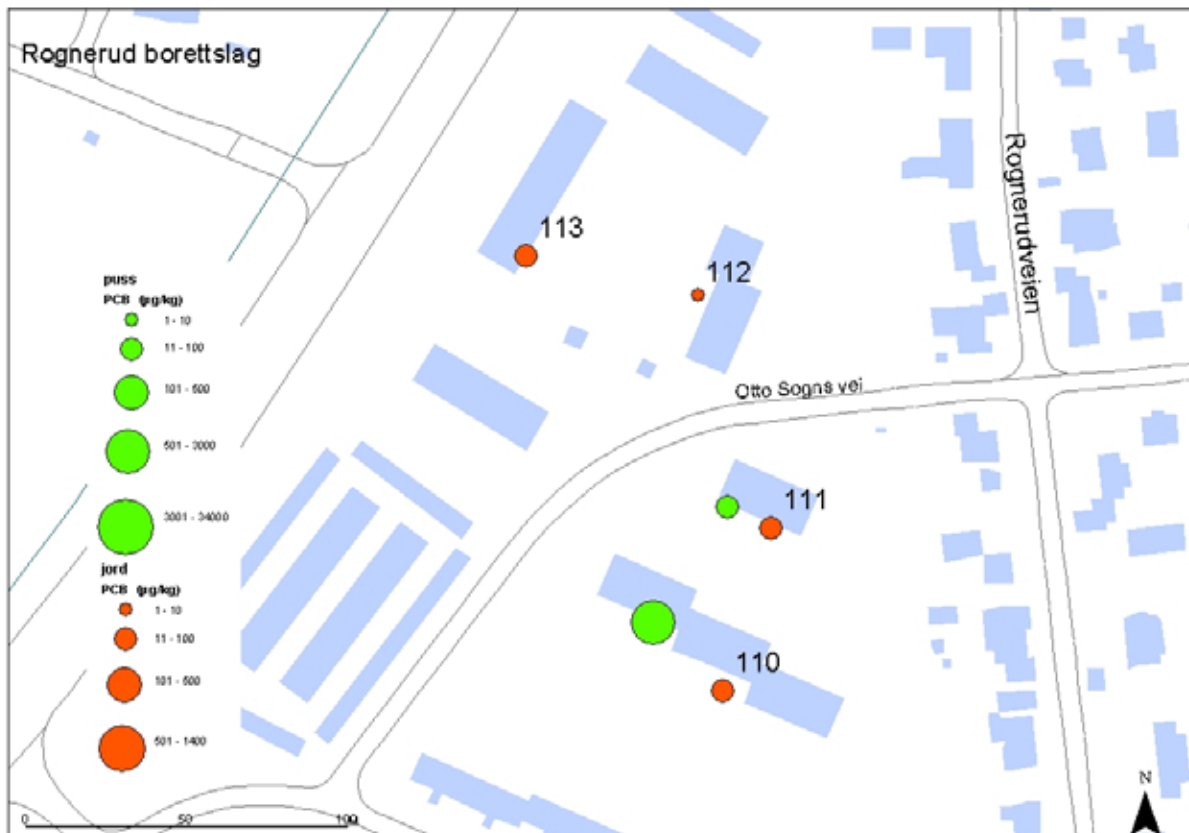 Rognerud borettslag
113
112
Rognerudveien
Otto Sogns vei
puss
PCB (µg/kg)
1 - 10
11 - 100
101 - 500
501 - 3000
3001 - 34000
jord
PCB (µg/kg)
1 - 10
11 - 100
101 - 500
501 - 1400
111
110
0 50 100
N